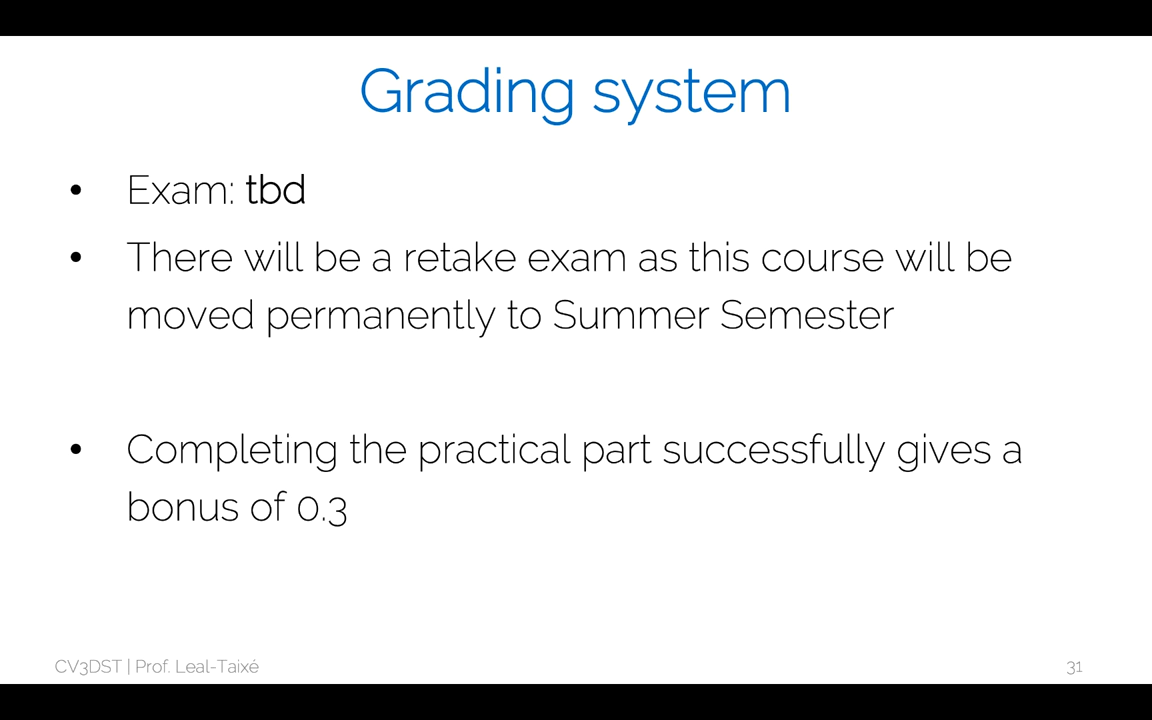 Grading system
• Exam: tbd
• There will be a retake exam as this course will be
moved permanently to Summer Semester
• Completing the practical part successfully gives a
bonus of 0.3
CV3DST | Prof. Leal-Taixé
31